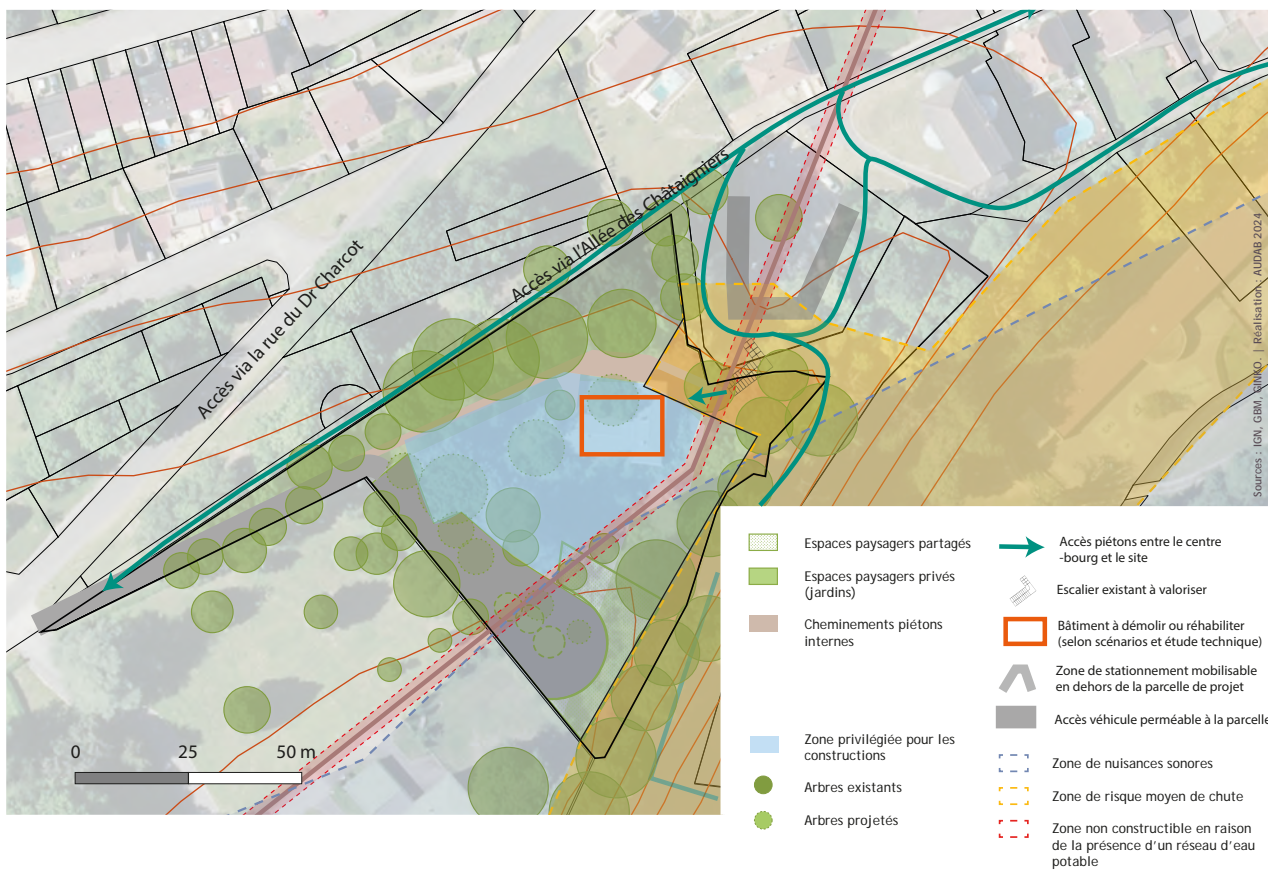 Accès via l'Allée des Châtaigniers
Accès via la rue du Dr Charcot
Sources : IGN, GBM, GINKO. | Réalisation : AUDAB 2024
0 25 50 m
Espaces paysagers partagés
Espaces paysagers privés
(jardins)
Cheminements piétons
internes
Zone privilégiée pour les
constructions
Arbres existants
Arbres projetés
Accès piétons entre le centre
-bourg et le site
Escalier existant à valoriser
Bâtiment à démolir ou réhabiliter
(selon scénarios et étude technique)
Zone de stationnement mobilisable
en dehors de la parcelle de projet
Accès véhicule perméable à la parcelle
Zone de nuisances sonores
Zone de risque moyen de chute
Zone non constructible en raison
de la présence d'un réseau d'eau
potable